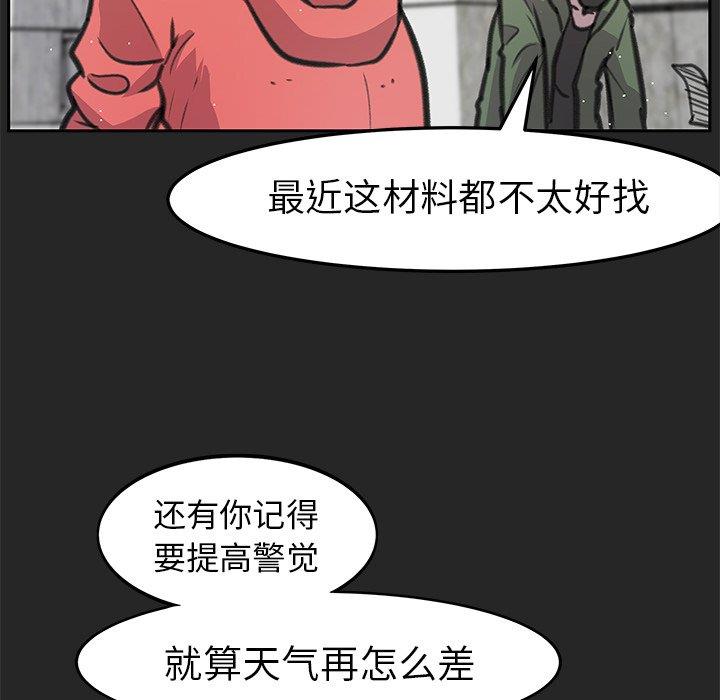 最近这材料都不太好找
还有你记得
要提高警觉
就算天气再怎么差